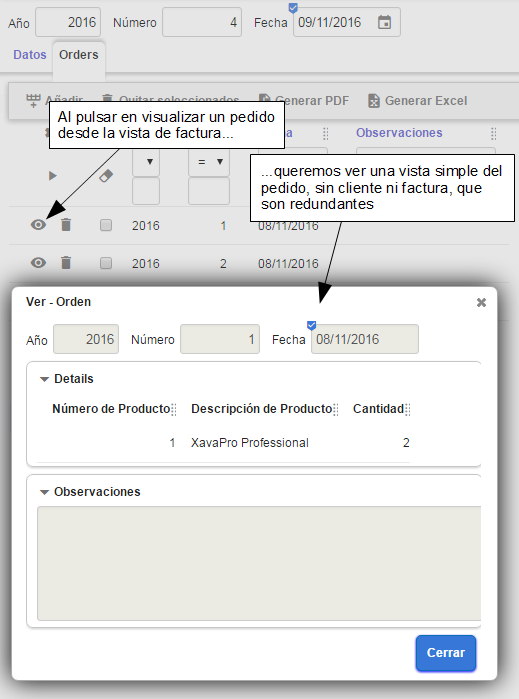 Año 2016 Número 4 Fecha 09/11/2016
Datos Orders
Añadir Quitar seleccionados Generar PDF Generar Excel
Al pulsar en visualizar un pedido
desde la vista de factura...
Observaciones
=
...queremos ver una vista simple del
pedido, sin cliente ni factura, que
son redundantes
2016 1 08/11/2016
2016 2 08/11/2016
Ver - Orden
Año 2016 Número 1 Fecha 08/11/2016
Details
Número de Producto Descripción de Producto Cantidad
1 XavaPro Professional 2
Observaciones
Cerrar